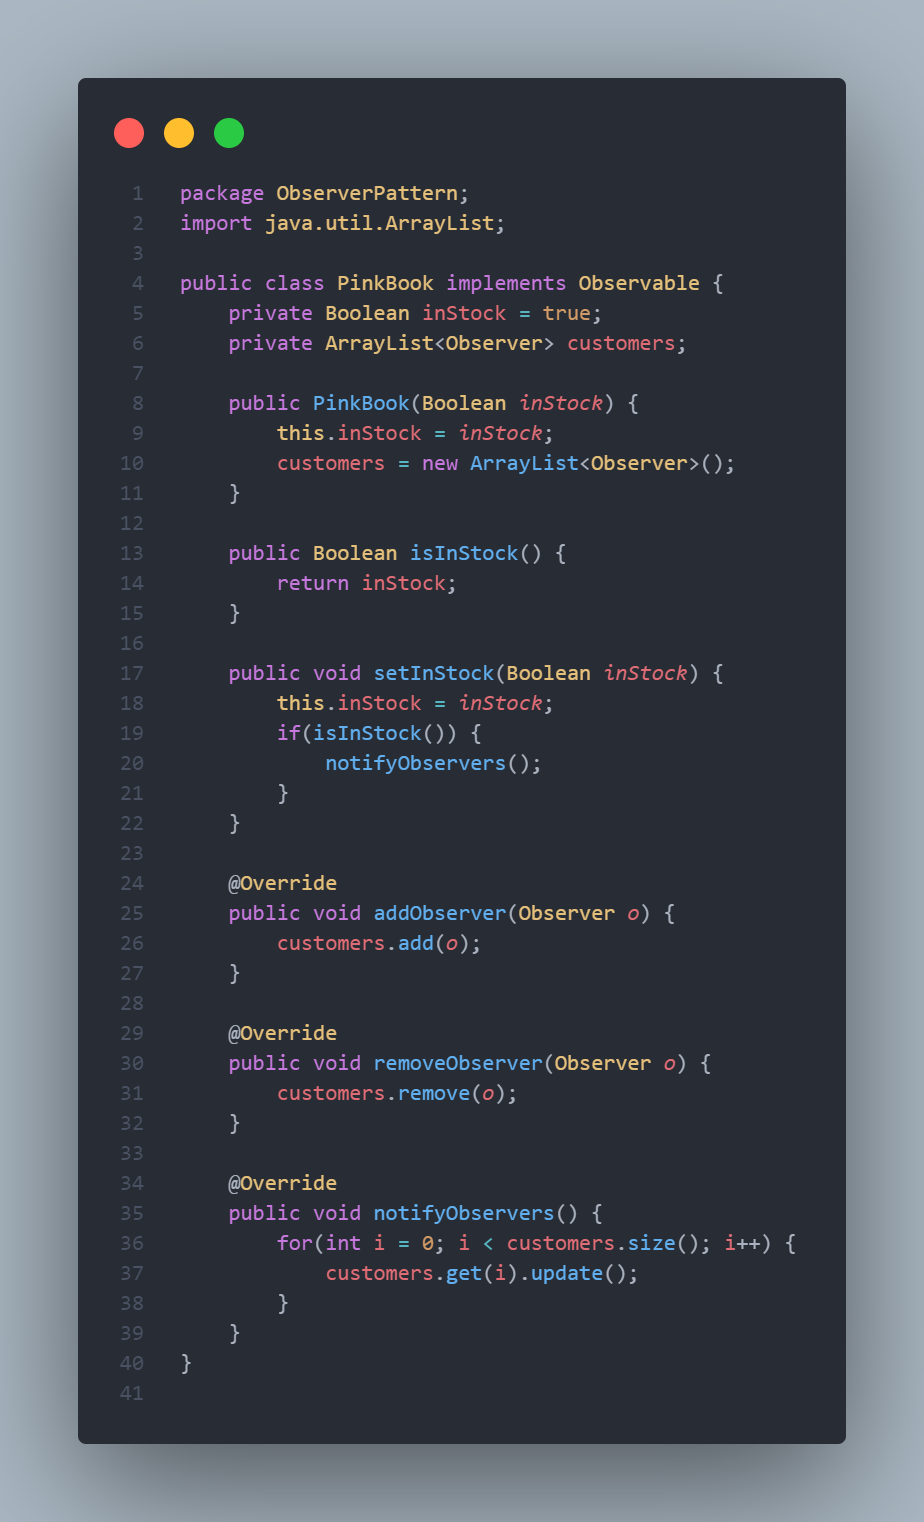 1 package ObserverPattern;
2 import java.util.ArrayList;
3
4 public class PinkBook implements Observable {
5     private Boolean inStock = true;
6     private ArrayList<Observer> customers;
7
8     public PinkBook(Boolean inStock) {
9         this.inStock = inStock;
10         customers = new ArrayList<Observer>();
11     }
12
13     public Boolean isInStock() {
14         return inStock;
15     }
16
17     public void setInStock(Boolean inStock) {
18         this.inStock = inStock;
19         if(isInStock()) {
20             notifyObservers();
21         }
22     }
23
24     @Override
25     public void addObserver(Observer o) {
26         customers.add(o);
27     }
28
29     @Override
30     public void removeObserver(Observer o) {
31         customers.remove(o);
32     }
33
34     @Override
35     public void notifyObservers() {
36         for(int i = 0; i < customers.size(); i++) {
37             customers.get(i).update();
38         }
39     }
40 }
41